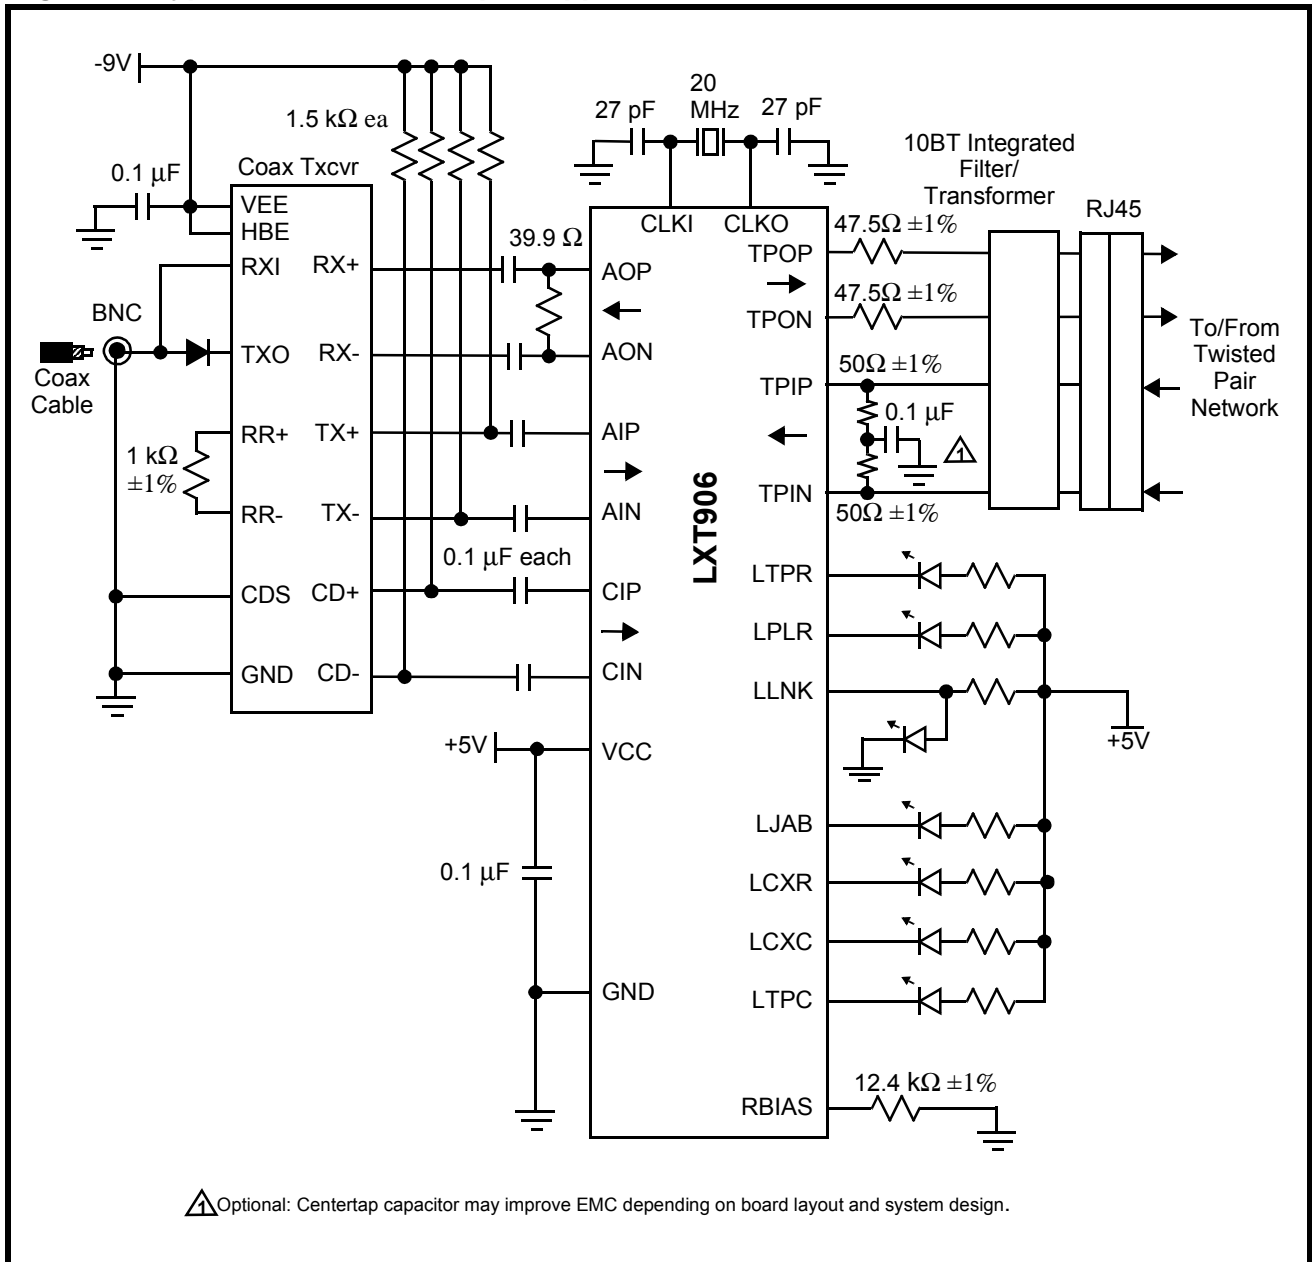 -9V
1.5 kΩ ea
0.1 μF
Coax Txcvr
VEE
HBE
RXI
RX+
BNC
TXO
RX-
Coax
Cable
RR+
TX+
1 kΩ
±1%
RR-
TX-
CDS
CD+
GND
CD-
39.9 Ω
0.1 μF each
27 pF
20
MHz
27 pF
CLKI
CLKO
AOP
AON
AIP
AIN
CIP
CIN
+5V
VCC
0.1 μF
GND
LXT906
TPOP
TPON
TPIP
TPIN
LTPR
LPLR
LLNK
LJAB
LCXR
LCXC
LTPC
RBIAS
47.5Ω ±1%
47.5Ω ±1%
50Ω ±1%
0.1 μF
1
50Ω ±1%
10BT Integrated
Filter/
Transformer
RJ45
To/From
Twisted
Pair
Network
+5V
12.4 kΩ ±1%
1 Optional: Centertap capacitor may improve EMC depending on board layout and system design.